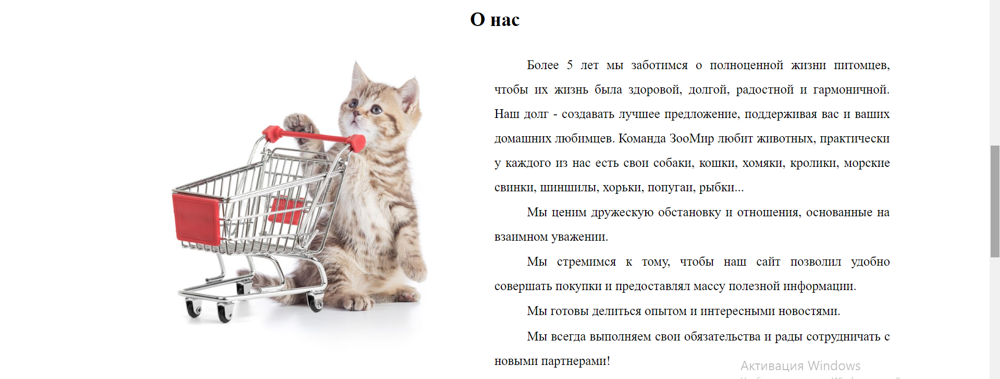 О нас
Более 5 лет мы заботимся о полноценной жизни питомцев,
чтобы их жизнь была здоровой, долгой, радостной и гармоничной.
Наш долг - создавать лучшее предложение, поддерживая вас и ваших
домашних любимцев. Команда ЗооМир любит животных, практически
у каждого из нас есть свои собаки, кошки, хомяки, кролики, морские
свинки, шиншилы, хорьки, попугаи, рыбки...
Мы ценим дружескую обстановку и отношения, основанные на
взаимном уважении.
Мы стремимся к тому, чтобы наш сайт позволил удобно
совершать покупки и предоставлял массу полезной информации.
Мы готовы делиться опытом и интересными новостями.
Мы всегда выполняем свои обязательства и рады сотрудничать с
новыми партнерами!
Активация Windows